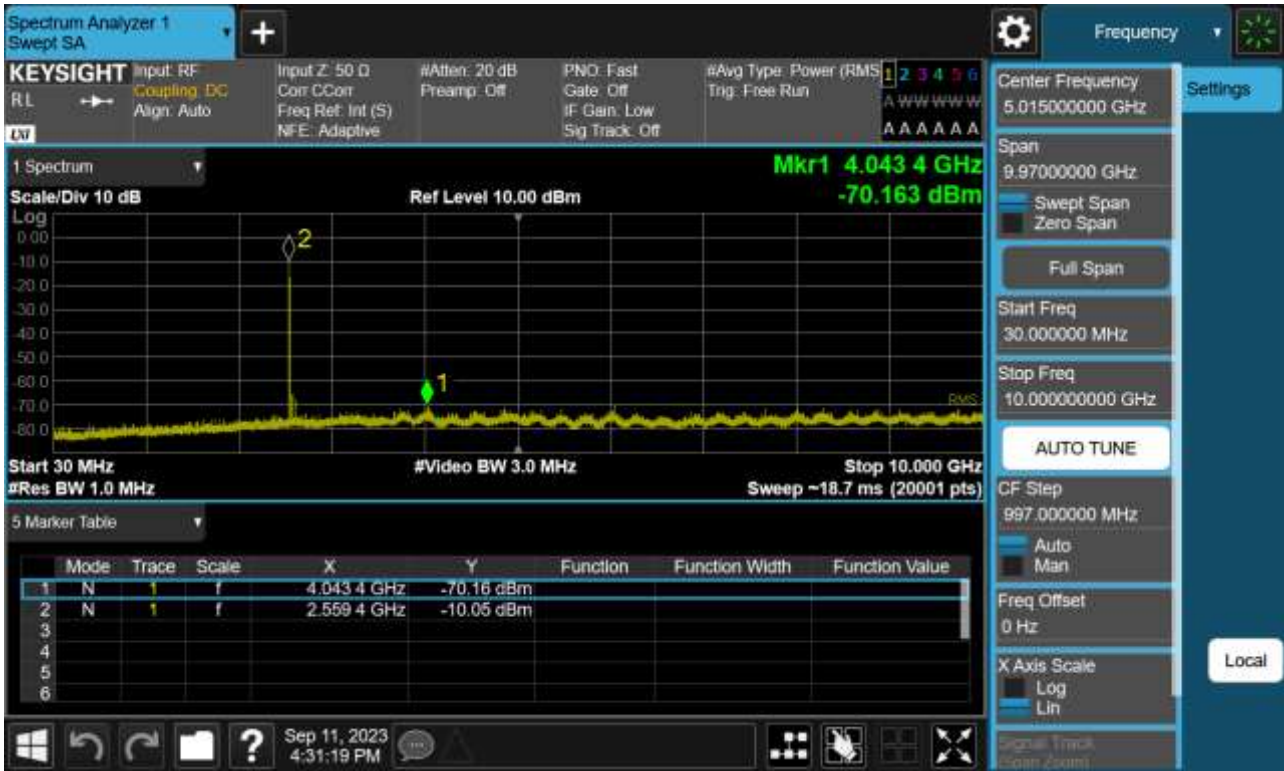 Spectrum Analyzer 1
Swept SA
+
Frequency
KEYSIGHT
RL
LXI
Input: RF
Coupling: DC
Align: Auto
Input Z: 50 Ω
Corr CCorr
Freq Ref: Int (S)
NFE: Adaptive
#Atten: 20 dB
Preamp: Off
PNO: Fast
Gate: Off
IF Gain: Low
Sig Track: Off
#Avg Type: Power (RMS
Trig: Free Run
1 2 3 4 5 6
A W W W W W
A A A A A A
1 Spectrum
Scale/Div 10 dB
Ref Level 10.00 dBm
Mkr1 4.043 4 GHz
-70.163 dBm
Log
0.00
-10.0
-20.0
-30.0
-40.0
-50.0
-60.0
-70.0
-80.0
2
1
RMS
Start 30 MHz
#Video BW 3.0 MHz
Stop 10.000 GHz
#Res BW 1.0 MHz
Sweep ~18.7 ms (20001 pts)
5 Marker Table
Mode Trace Scale X Y Function Function Width Function Value
1 N 1 f 4.043 4 GHz -70.16 dBm
2 N 1 f 2.559 4 GHz -10.05 dBm
3
4
5
6
?
Sep 11, 2023
4:31:19 PM
Center Frequency
5.015000000 GHz
Settings
Span
9.97000000 GHz
Swept Span
Zero Span
Full Span
Start Freq
30.000000 MHz
Stop Freq
10.000000000 GHz
AUTO TUNE
CF Step
997.000000 MHz
Auto
Man
Freq Offset
0 Hz
X Axis Scale
Log
Lin
Local
Signal Track
(Span Zoom)